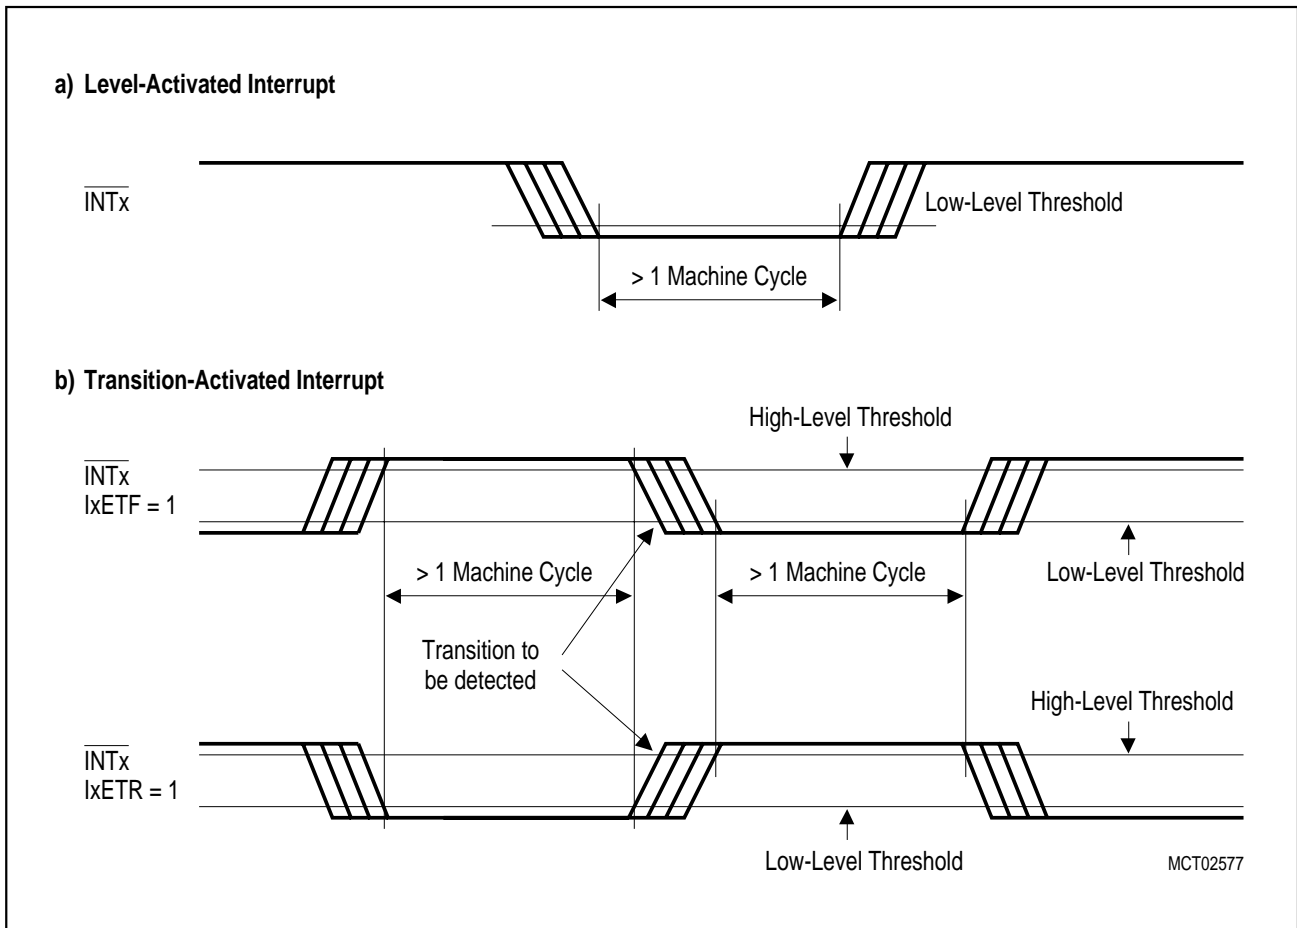 a) Level-Activated Interrupt
INTx
Low-Level Threshold
> 1 Machine Cycle
b) Transition-Activated Interrupt
High-Level Threshold
INTx
IxETF = 1
> 1 Machine Cycle
> 1 Machine Cycle
Low-Level Threshold
Transition to
be detected
High-Level Threshold
INTx
IxETR = 1
Low-Level Threshold
MCT02577